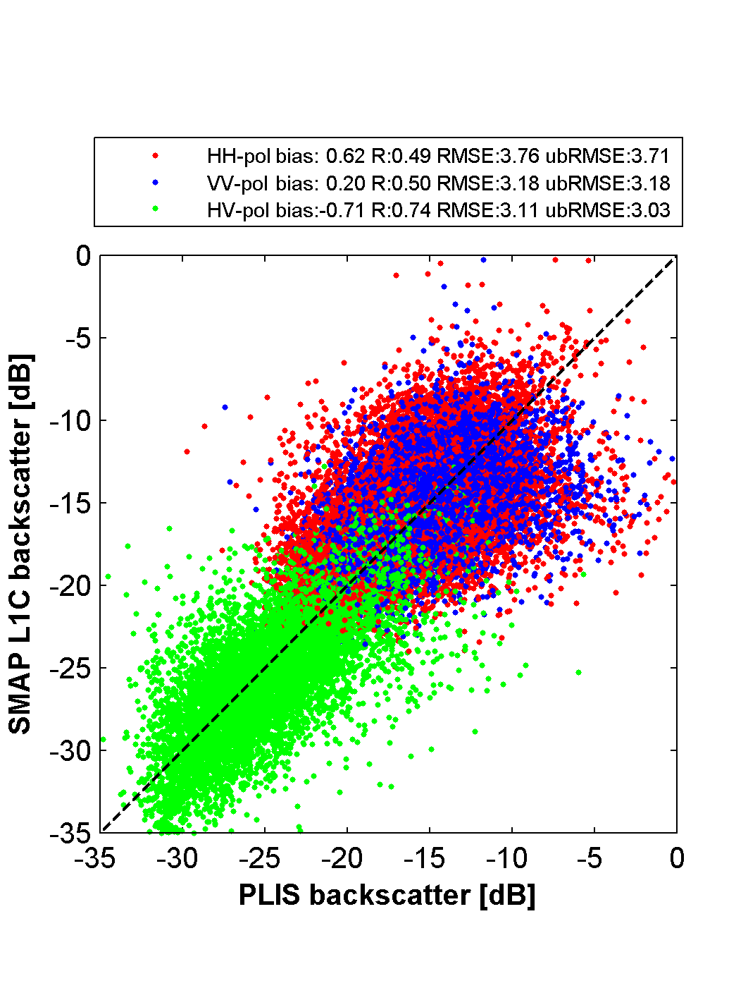 HH-pol bias: 0.62 R:0.49 RMSE:3.76 ubRMSE:3.71
VV-pol bias: 0.20 R:0.50 RMSE:3.18 ubRMSE:3.18
HV-pol bias:-0.71 R:0.74 RMSE:3.11 ubRMSE:3.03
0
-5
-10
-15
-20
-25
-30
-35
SMAP L1C backscatter [dB]
-35 -30 -25 -20 -15 -10 -5 0
PLIS backscatter [dB]